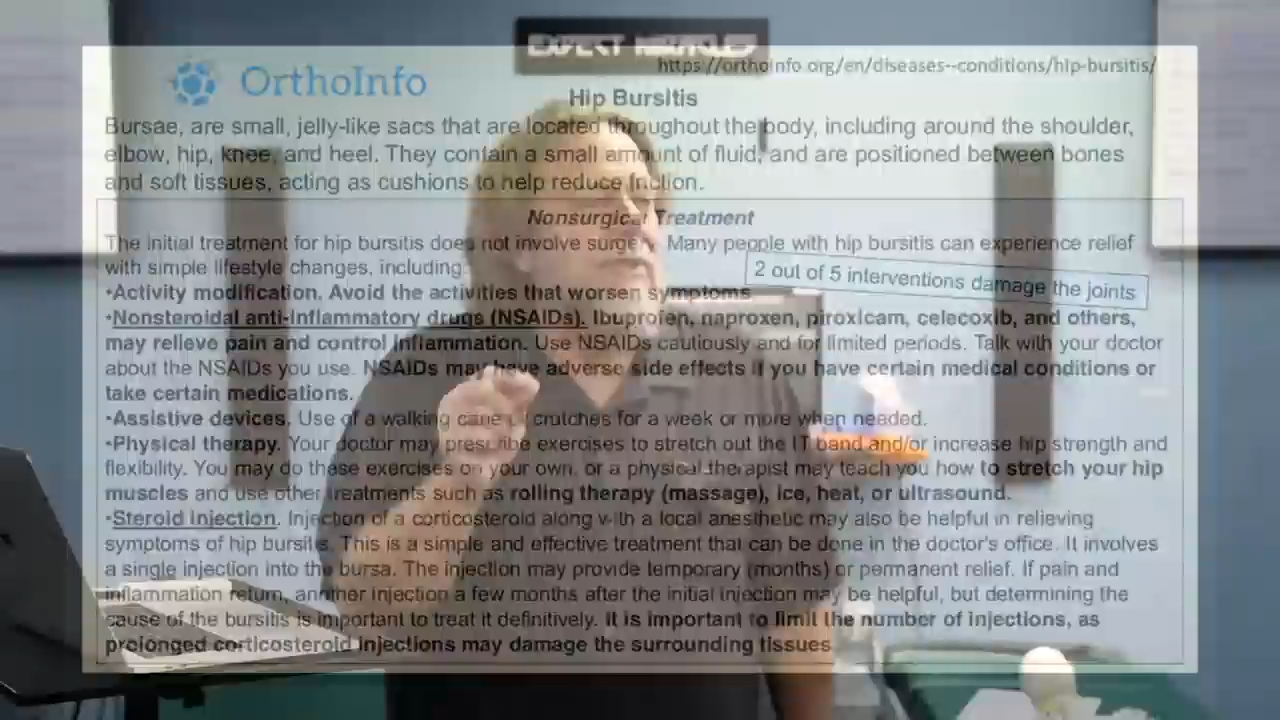 https://orthoinfo.org/en/diseases--conditions/hip-bursitis/
OrthoInfo
Hip Bursitis
Bursae, are small, jelly-like sacs that are located throughout the body, including around the shoulder,
elbow, hip, knee, and heel. They contain a small amount of fluid, and are positioned between bones
and soft tissues, acting as cushions to help reduce friction.
Nonsurgical Treatment
The initial treatment for hip bursitis does not involve surgery. Many people with hip bursitis can experience relief
with simple lifestyle changes, including:
2 out of 5 interventions damage the joints
•Activity modification. Avoid the activities that worsen symptoms
•Nonsteroidal anti-inflammatory drugs (NSAIDs). Ibuprofen, naproxen, piroxicam, celecoxib, and others,
may relieve pain and control inflammation. Use NSAIDs cautiously and for limited periods. Talk with your doctor
about the NSAIDs you use. NSAIDs may have adverse side effects if you have certain medical conditions or
take certain medications.
•Assistive devices. Use of a walking cane or crutches for a week or more when needed.
•Physical therapy. Your doctor may prescribe exercises to stretch out the IT band and/or increase hip strength and
flexibility. You may do these exercises on your own, or a physical therapist may teach you how to stretch your hip
muscles and use other treatments such as rolling therapy (massage), ice, heat, or ultrasound.
•Steroid Injection. Injection of a corticosteroid along with a local anesthetic may also be helpful in relieving
symptoms of hip bursitis. This is a simple and effective treatment that can be done in the doctor's office. It involves
a single injection into the bursa. The injection may provide temporary (months) or permanent relief. If pain and
inflammation return, another injection a few months after the initial injection may be helpful, but determining the
cause of the bursitis is important to treat it definitively. It is important to limit the number of injections, as
prolonged corticosteroid injections may damage the surrounding tissues.